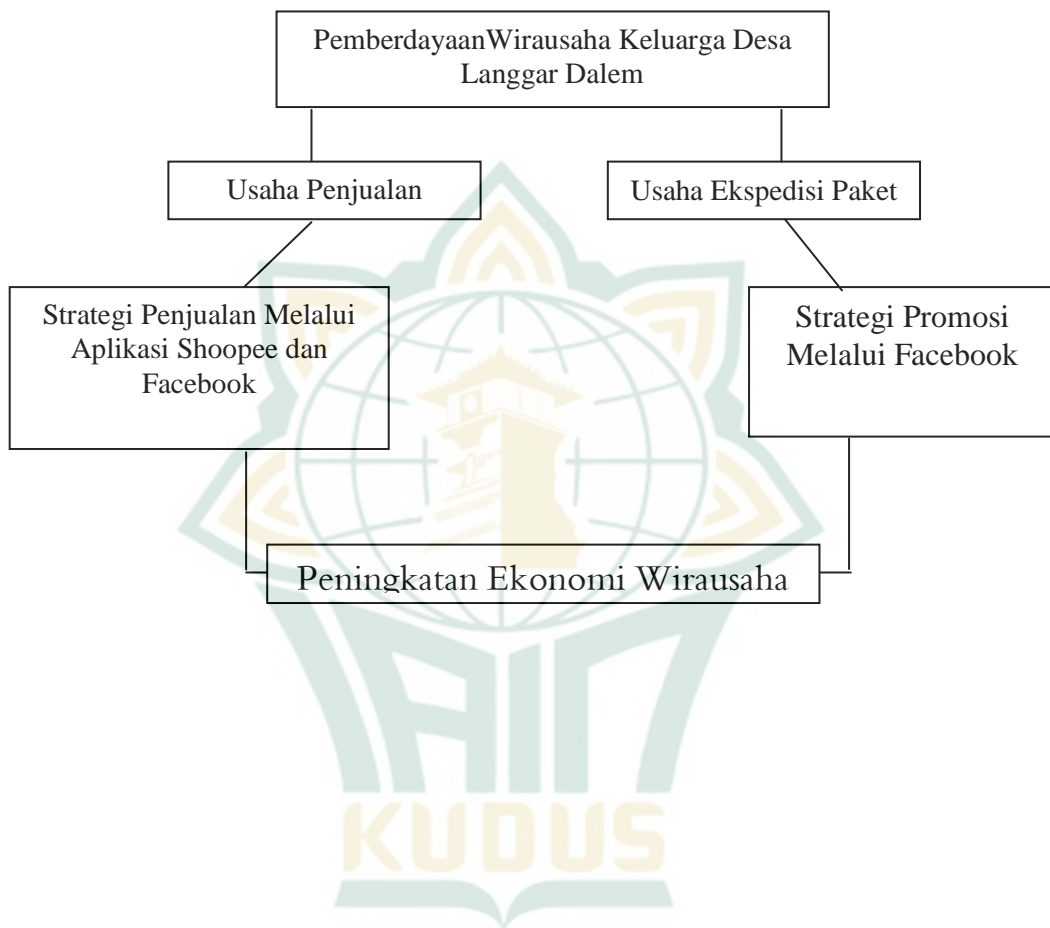 PemberdayaanWirausaha Keluarga Desa
Langgar Dalem
Usaha Penjualan
Usaha Ekspedisi Paket
Strategi Penjualan Melalui
Aplikasi Shoopee dan
Facebook
Strategi Promosi
Melalui Facebook
Peningkatan Ekonomi Wirausaha
IAIN
KUDUS